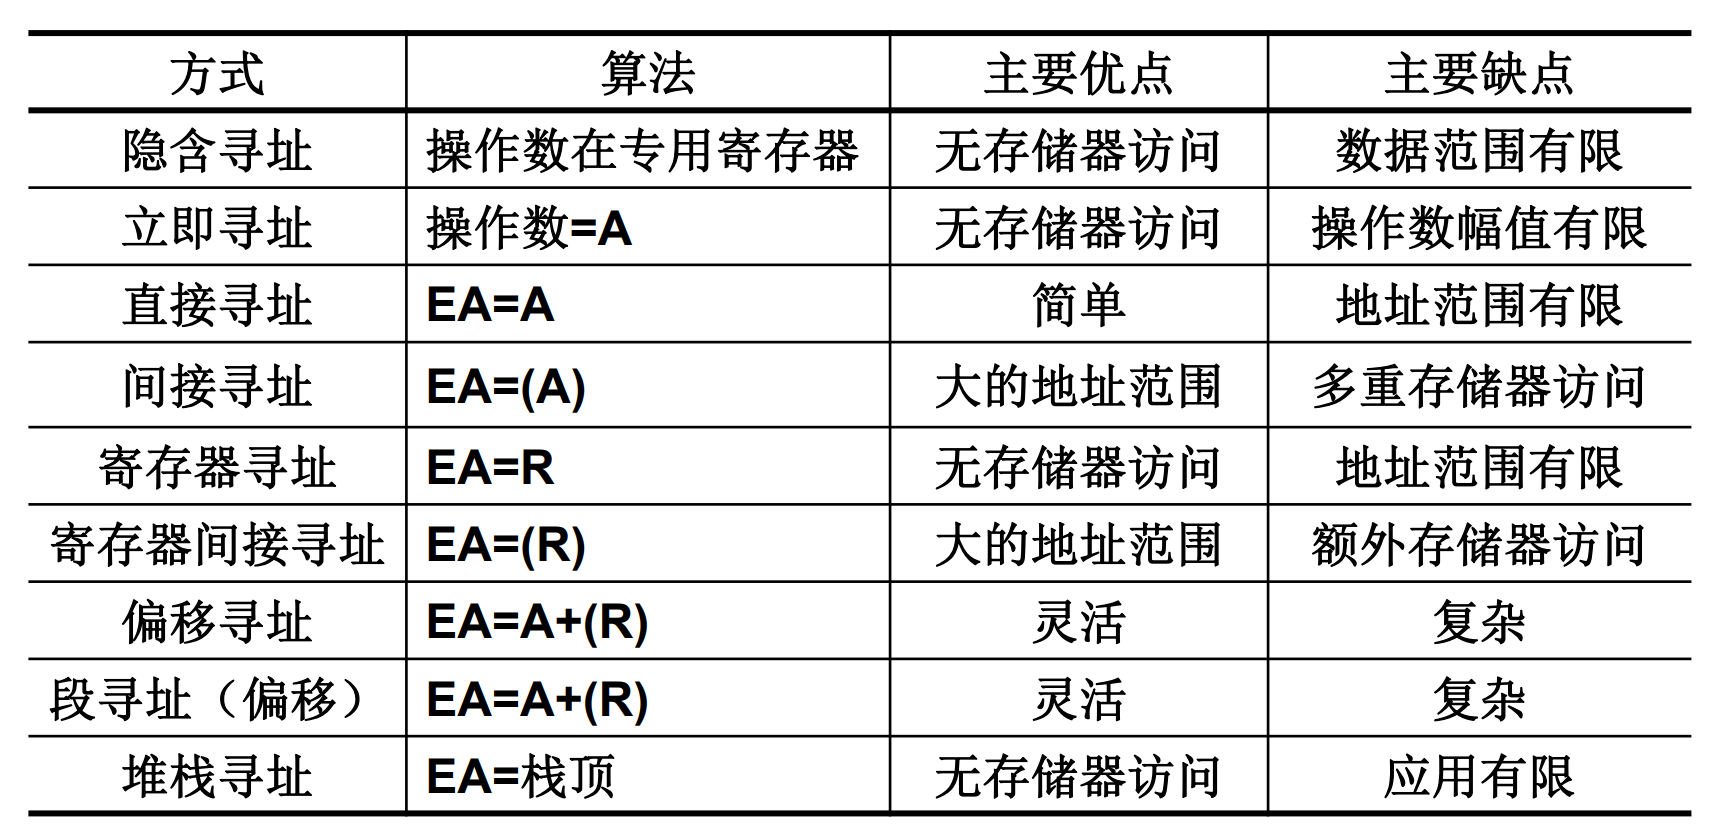 方式 算法 主要优点 主要缺点
隐含寻址 操作数在专用寄存器 无存储器访问 数据范围有限
立即寻址 操作数=A 无存储器访问 操作数幅值有限
直接寻址 EA=A 简单 地址范围有限
间接寻址 EA=(A) 大的地址范围 多重存储器访问
寄存器寻址 EA=R 无存储器访问 地址范围有限
寄存器间接寻址 EA=(R) 大的地址范围 额外存储器访问
偏移寻址 EA=A+(R) 灵活 复杂
段寻址（偏移） EA=A+(R) 灵活 复杂
堆栈寻址 EA=栈顶 无存储器访问 应用有限